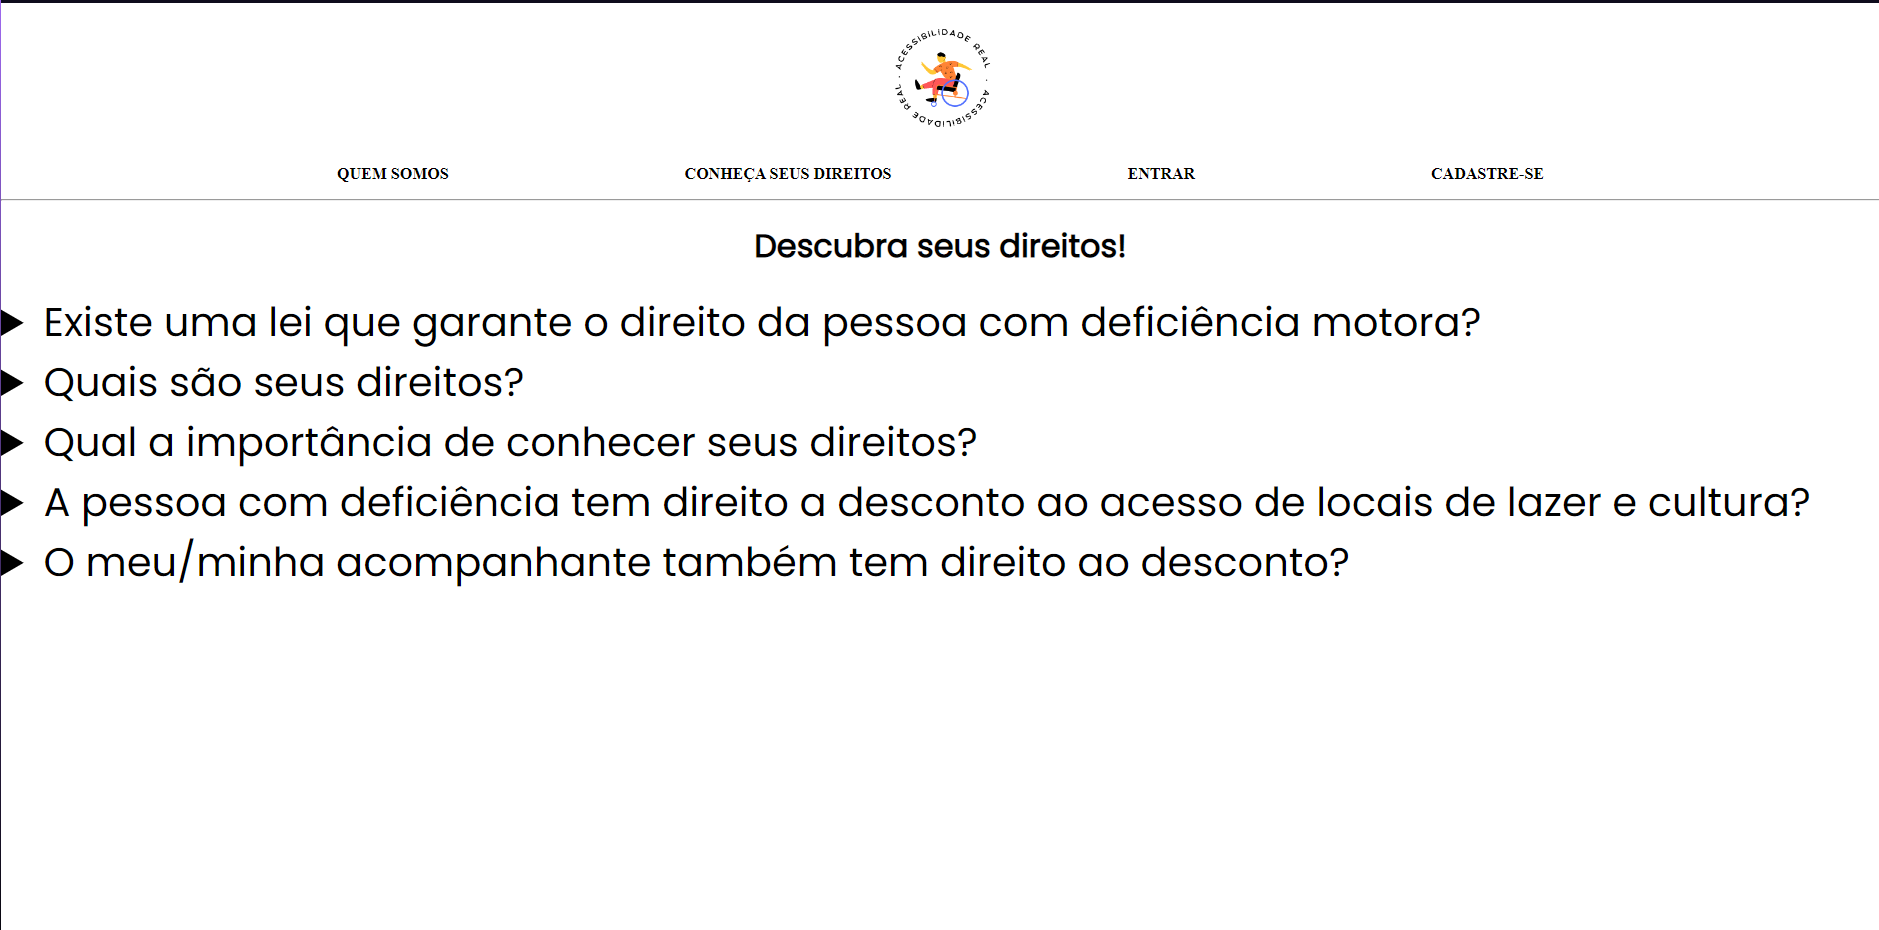 ACESSIBILIDADE REAL · ACESSIBILIDADE REAL ·
QUEM SOMOS
CONHEÇA SEUS DIREITOS
ENTRAR
CADASTRE-SE
Descubra seus direitos!
Existe uma lei que garante o direito da pessoa com deficiência motora?
Quais são seus direitos?
Qual a importância de conhecer seus direitos?
A pessoa com deficiência tem direito a desconto ao acesso de locais de lazer e cultura?
O meu/minha acompanhante também tem direito ao desconto?